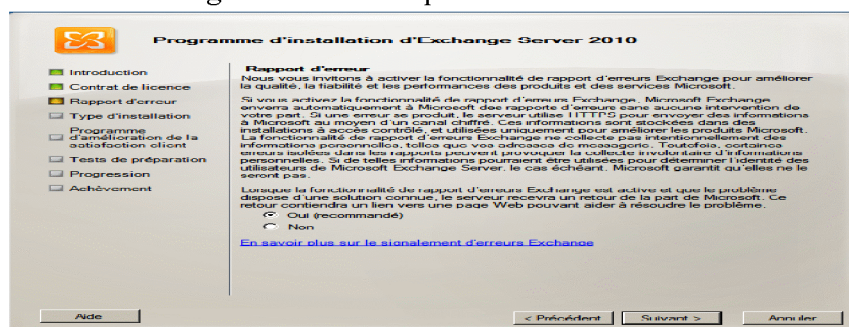 Programme d'installation d'Exchange Server 2010
Introduction
Contrat de licence
Rapport d'erreur
Type d'installation
Programme
d'amélioration de la
satisfaction client
Tests de préparation
Progression
Achèvement
Rapport d'erreur
Nous vous invitons à activer la fonctionnalité de rapport d'erreurs Exchange pour améliorer
la qualité, la fiabilité et les performances des produits et des services Microsoft.
Si vous activez la fonctionnalité de rapport d'erreurs Exchange, Microsoft Exchange
enverra automatiquement à Microsoft des rapports d'erreurs sans aucune intervention de
votre part. Si une erreur se produit, le serveur utilise HTTPS pour envoyer des informations
à Microsoft au moyen d'un canal chiffré. Ces informations sont stockées dans des
installations à accès contrôlé, et utilisées uniquement pour améliorer les produits Microsoft.
La fonctionnalité de rapport d'erreurs Exchange ne collecte pas intentionnellement des
informations personnelles, telles que vos adresses de messagerie. Toutefois, certaines
erreurs isolées dans les rapports peuvent provoquer la collecte involontaire d'informations
personnelles. Si de telles informations pourraient être utilisées pour déterminer l'identité des
utilisateurs de Microsoft Exchange Server, le cas échéant, Microsoft garantit qu'elles ne le
seront pas.
Lorsque la fonctionnalité de rapport d'erreurs Exchange est active et que le problème
dispose d'une solution connue, le serveur recevra un retour de la part de Microsoft. Ce
retour contiendra un lien vers une page Web pouvant aider à résoudre le problème.
Oui (recommandé)
Non
En savoir plus sur le signalement d'erreurs Exchange
Aide
< Précédent
Suivant >
Annuler